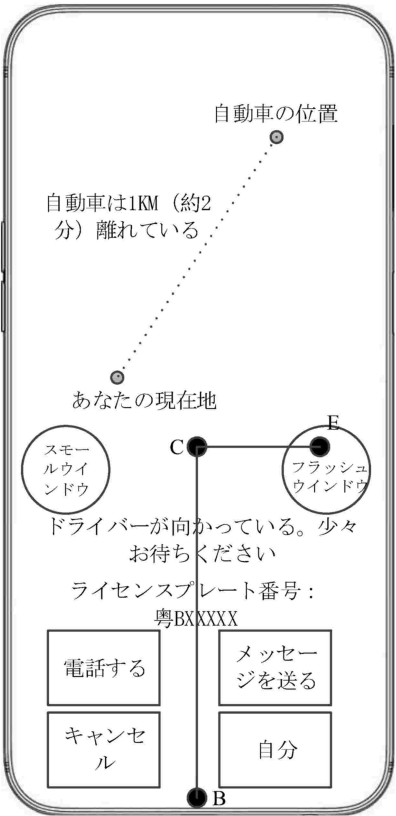 自動車の位置
自動車は1KM（約2
分）離れている
あなたの現在地
E
C
スモー
ルウイ
ンドウ
フラッシュ
ウインドウ
ドライバーが向かっている。少々
お待ちください
ライセンスプレート番号：
粤BXXXXX
電話する
メッセー
ジを送る
キャンセ
ル
自分
B